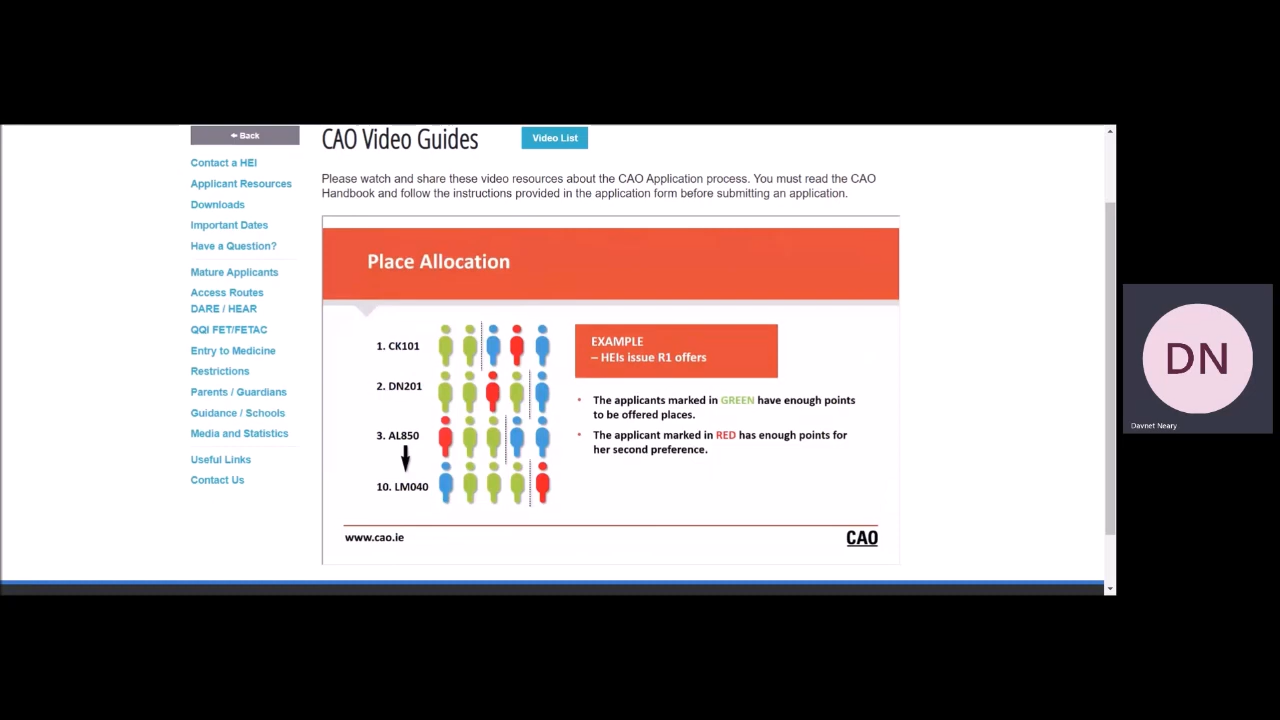 Back
Contact a HEI
Applicant Resources
Downloads
Important Dates
Have a Question?
Mature Applicants
Access Routes
DARE / HEAR
QQI FET/FETAC
Entry to Medicine
Restrictions
Parents / Guardians
Guidance / Schools
Media and Statistics
Useful Links
Contact Us
CAO Video Guides
Video List
Please watch and share these video resources about the CAO Application process. You must read the CAO
Handbook and follow the instructions provided in the application form before submitting an application.
Place Allocation
1. CK101
2. DN201
3. AL850
10. LM040
EXAMPLE
– HEIs issue R1 offers
• The applicants marked in GREEN have enough points
to be offered places.
• The applicant marked in RED has enough points for
her second preference.
www.cao.ie
CAO
DN
Davnet Neary